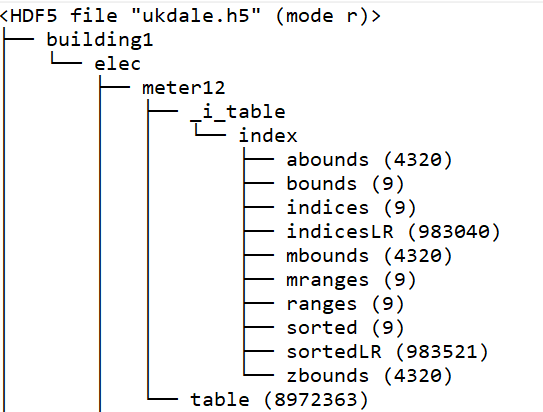 <HDF5 file "ukdale.h5" (mode r)>
├── building1
│   └── elec
│       ├── meter12
│       │   ├── _i_table
│       │   │   └── index
│       │   │       ├── abounds (4320)
│       │   │       ├── bounds (9)
│       │   │       ├── indices (9)
│       │   │       ├── indicesLR (983040)
│       │   │       ├── mbounds (4320)
│       │   │       ├── mranges (9)
│       │   │       ├── ranges (9)
│       │   │       ├── sorted (9)
│       │   │       ├── sortedLR (983521)
│       │   │       └── zbounds (4320)
│       │   └── table (8972363)